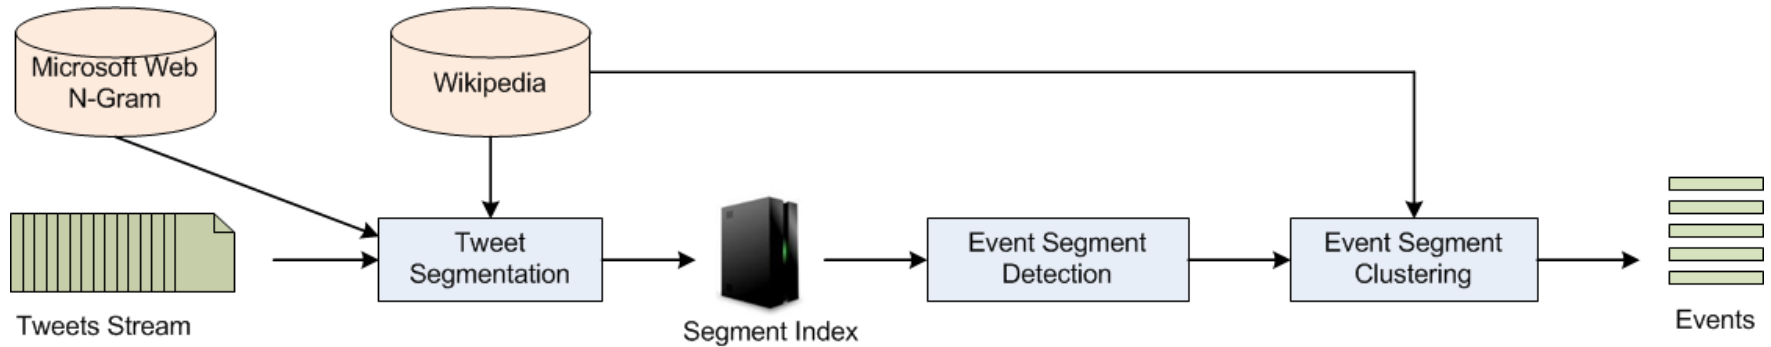 Microsoft Web
N-Gram
Wikipedia
Tweet
Segmentation
Event Segment
Detection
Event Segment
Clustering
Tweets Stream
Segment Index
Events